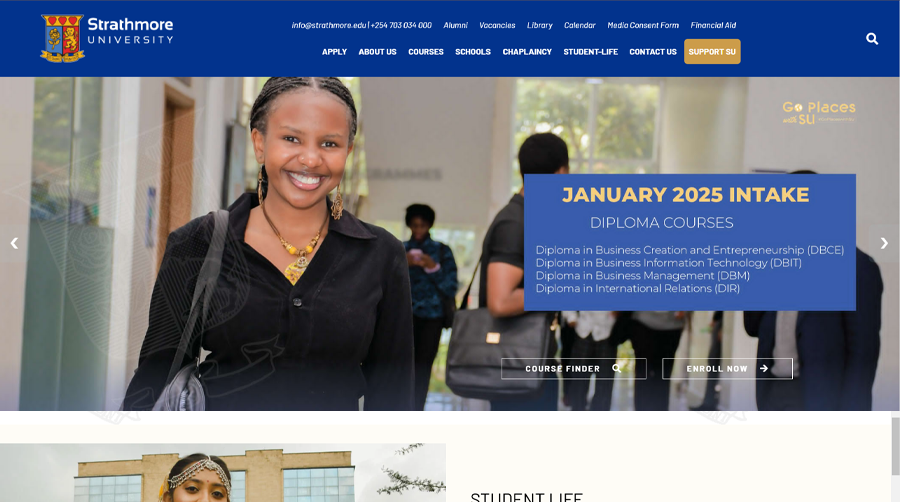 Strathmore
UNIVERSITY
info@strathmore.edu | +254 703 034 000 Alumni Vacancies Library Calendar Media Consent Form Financial Aid
APPLY ABOUT US COURSES SCHOOLS CHAPLAINCY STUDENT-LIFE CONTACT US SUPPORT SU
Go Places
with SU
JANUARY 2025 INTAKE
DIPLOMA COURSES
Diploma in Business Creation and Entrepreneurship (DBCE)
Diploma in Business Information Technology (DBIT)
Diploma in Business Management (DBM)
Diploma in International Relations (DIR)
COURSE FINDER
ENROLL NOW
STUDENT LIFE